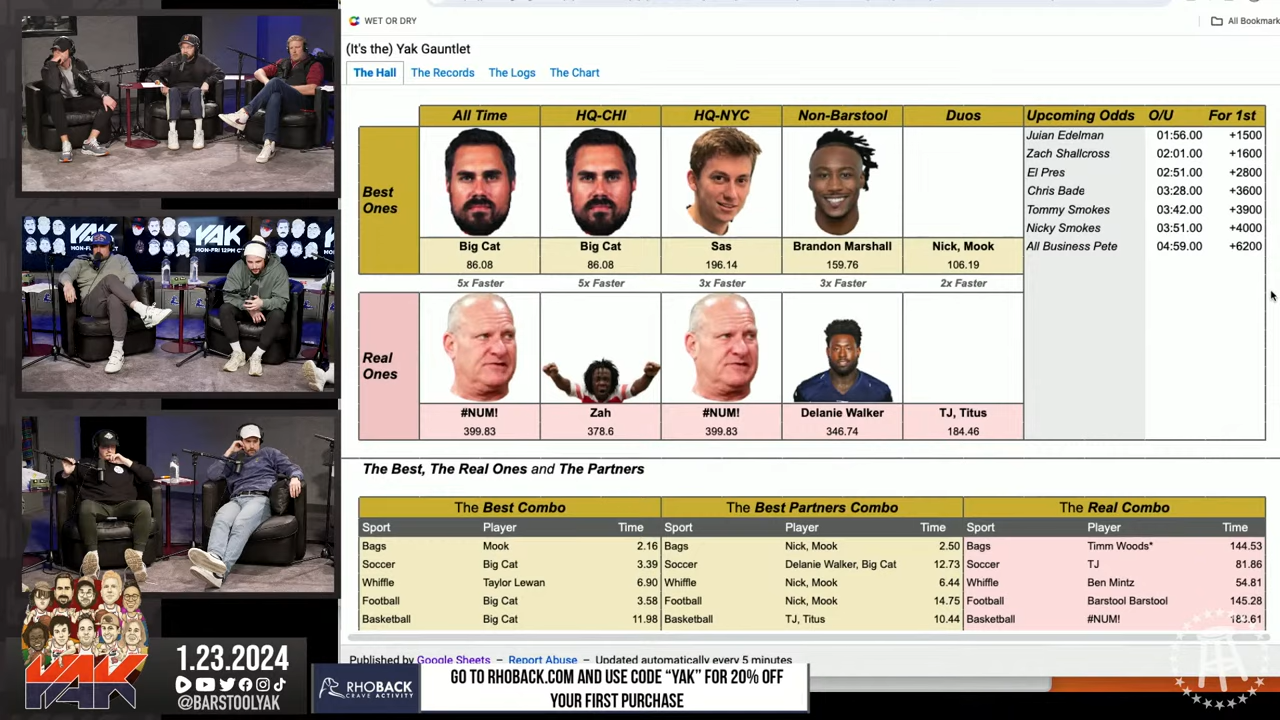 WET OR DRY
All Bookmark
(It's the) Yak Gauntlet
The Hall The Records The Logs The Chart
All Time HQ-CHI HQ-NYC Non-Barstool Duos Upcoming Odds O/U For 1st
Best Ones
Juian Edelman 01:56.00 +1500
Zach Shallcross 02:01.00 +1600
El Pres 02:51.00 +2800
Chris Bade 03:28.00 +3600
Tommy Smokes 03:42.00 +3900
Nicky Smokes 03:51.00 +4000
All Business Pete 04:59.00 +6200
Big Cat Big Cat Sas Brandon Marshall Nick, Mook
86.08 86.08 196.14 159.76 106.19
5x Faster 5x Faster 3x Faster 3x Faster 2x Faster
Real Ones
#NUM! Zah #NUM! Delanie Walker TJ, Titus
399.83 378.6 399.83 346.74 184.46
The Best, The Real Ones and The Partners
The Best Combo The Best Partners Combo The Real Combo
Sport Player Time Sport Player Time Sport Player Time
Bags Mook 2.16 Bags Nick, Mook 2.50 Bags Timm Woods* 144.53
Soccer Big Cat 3.39 Soccer Delanie Walker, Big Cat 12.73 Soccer TJ 81.86
Whiffle Taylor Lewan 6.90 Whiffle Nick, Mook 6.44 Whiffle Ben Mintz 54.81
Football Big Cat 3.58 Football Nick, Mook 14.75 Football Barstool Barstool 145.28
Basketball Big Cat 11.98 Basketball TJ, Titus 10.44 Basketball #NUM!
Published by Google Sheets – Report Abuse – Updated automatically every 5 minutes
YAK
MON-FRI 12PM
YAK
1.23.2024
@BARSTOOLYAK
RHOBACK
CRAVE ACTIVITY
GO TO RHOBACK.COM AND USE CODE “YAK” FOR 20% OFF
YOUR FIRST PURCHASE